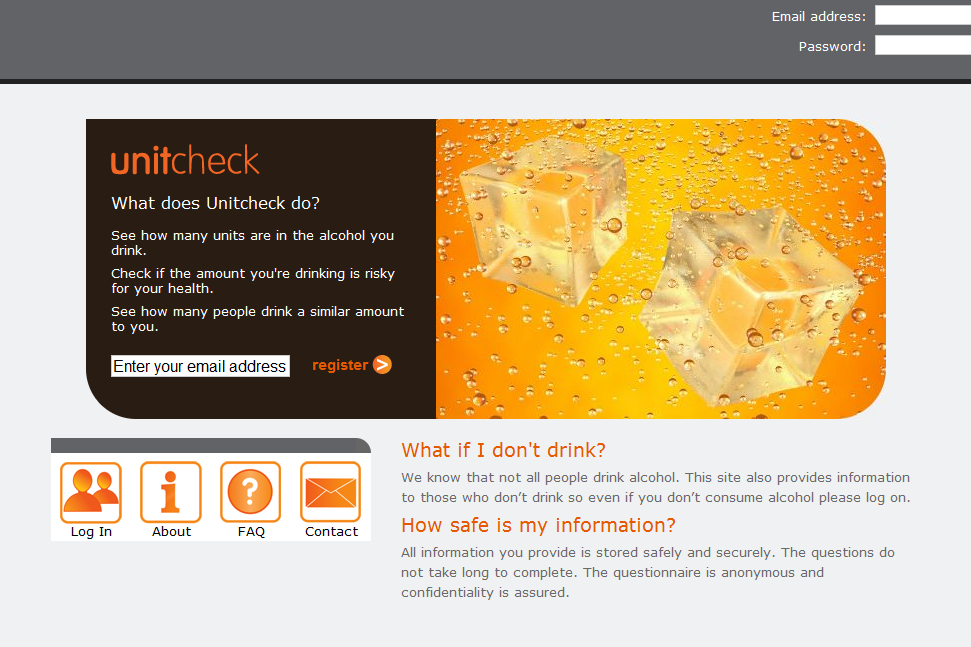 Email address:
Password:
unitcheck
What does Unitcheck do?
See how many units are in the alcohol you
drink.
Check if the amount you're drinking is risky
for your health.
See how many people drink a similar amount
to you.
Enter your email address
register >
What if I don't drink?
We know that not all people drink alcohol. This site also provides information
to those who don’t drink so even if you don’t consume alcohol please log on.
How safe is my information?
All information you provide is stored safely and securely. The questions do
not take long to complete. The questionnaire is anonymous and
confidentiality is assured.
i
?
Log In
About
FAQ
Contact